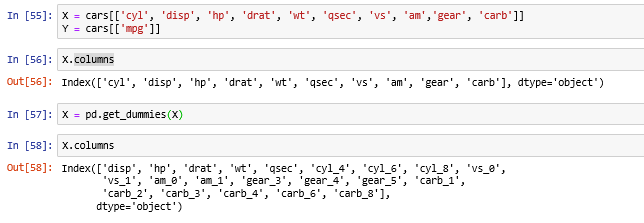 In [55]: X = cars[['cyl', 'disp', 'hp', 'drat', 'wt', 'qsec', 'vs', 'am','gear', 'carb']]
Y = cars[['mpg']]
In [56]: X.columns
Out[56]: Index(['cyl', 'disp', 'hp', 'drat', 'wt', 'qsec', 'vs', 'am', 'gear', 'carb'], dtype='object')
In [57]: X = pd.get_dummies(X)
In [58]: X.columns
Out[58]: Index(['disp', 'hp', 'drat', 'wt', 'qsec', 'cyl_4', 'cyl_6', 'cyl_8', 'vs_0',
'vs_1', 'am_0', 'am_1', 'gear_3', 'gear_4', 'gear_5', 'carb_1',
'carb_2', 'carb_3', 'carb_4', 'carb_6', 'carb_8'],
dtype='object')